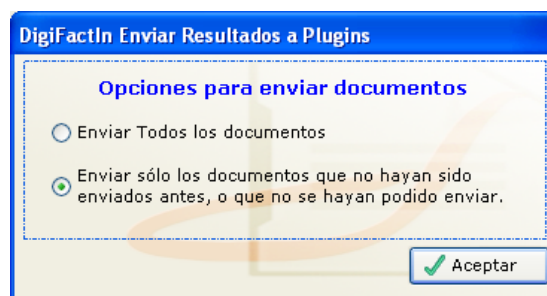 DigiFactIn Enviar Resultados a Plugins
Opciones para enviar documentos
Enviar Todos los documentos
Enviar sólo los documentos que no hayan sido
enviados antes, o que no se hayan podido enviar.
Aceptar